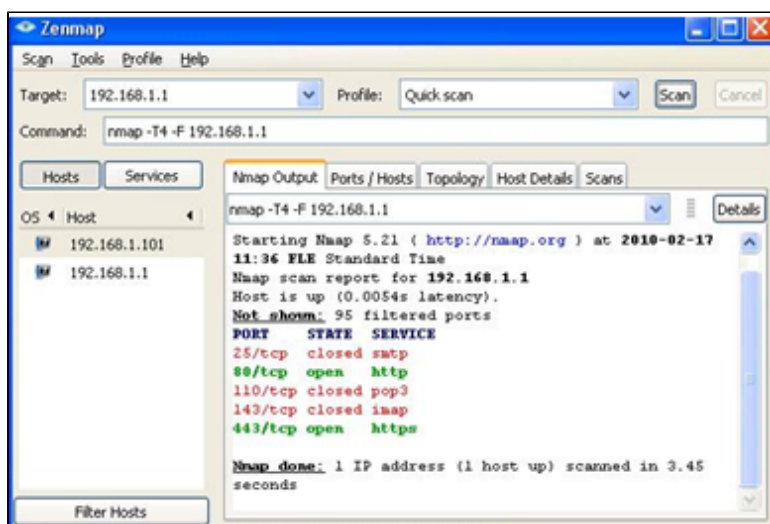 Zenmap
Scan Tools Profile Help
Target: 192.168.1.1 Profile: Quick scan Scan Cancel
Command: nmap -T4 -F 192.168.1.1
Hosts Services
OS Host
192.168.1.101
192.168.1.1
Filter Hosts
Nmap Output Ports / Hosts Topology Host Details Scans
nmap -T4 -F 192.168.1.1 Details
Starting Nmap 5.21 ( http://nmap.org ) at 2010-02-17
11:36 FLE Standard Time
Nmap scan report for 192.168.1.1
Host is up (0.0054s latency).
Not shown: 95 filtered ports
PORT STATE SERVICE
25/tcp closed smtp
80/tcp open http
110/tcp closed pop3
143/tcp closed imap
443/tcp open https
Nmap done: 1 IP address (1 host up) scanned in 3.45
seconds